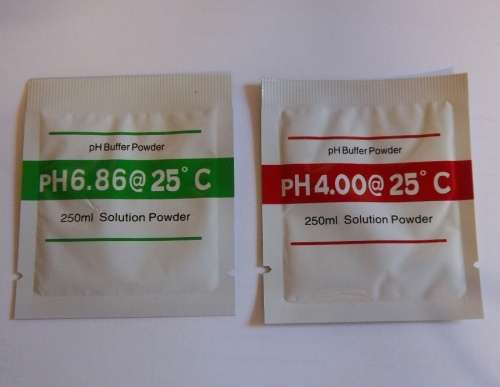 pH Buffer Powder
pH6.86@25°C
250ml Solution Powder
pH Buffer Powder
pH4.00@25°C
250ml Solution Powder